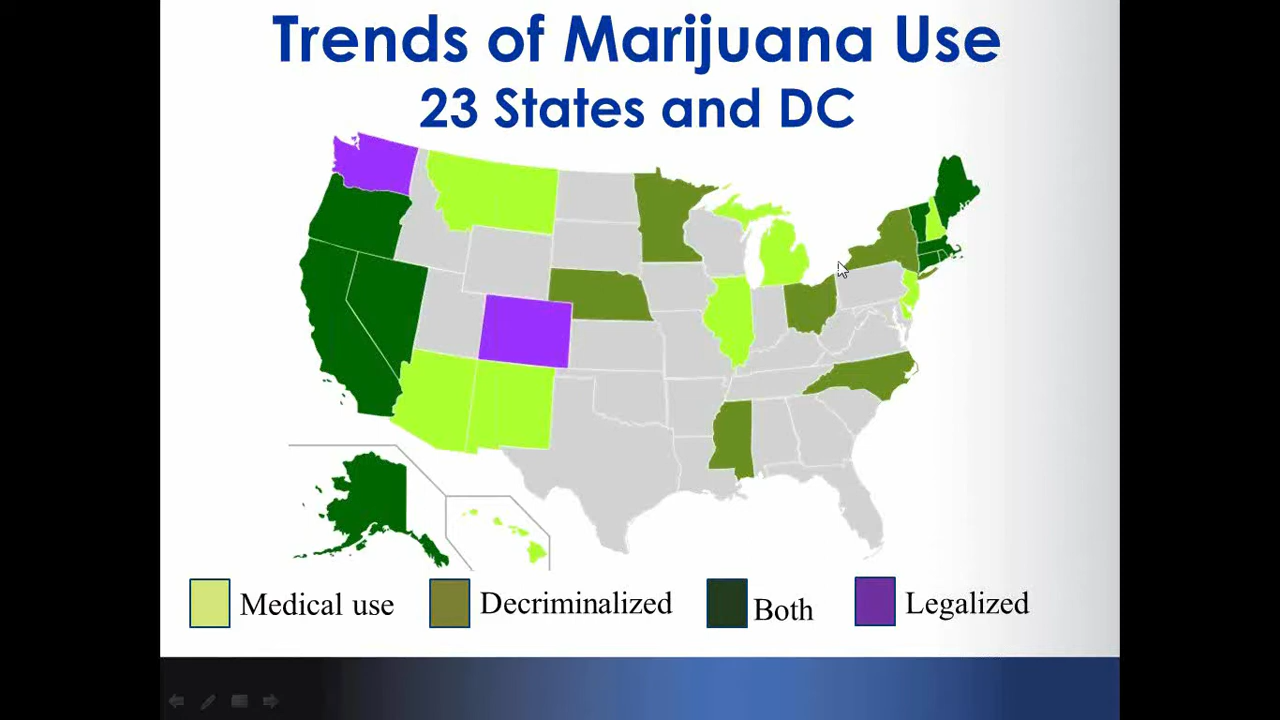 Trends of Marijuana Use
23 States and DC
Medical use
Decriminalized
Both
Legalized